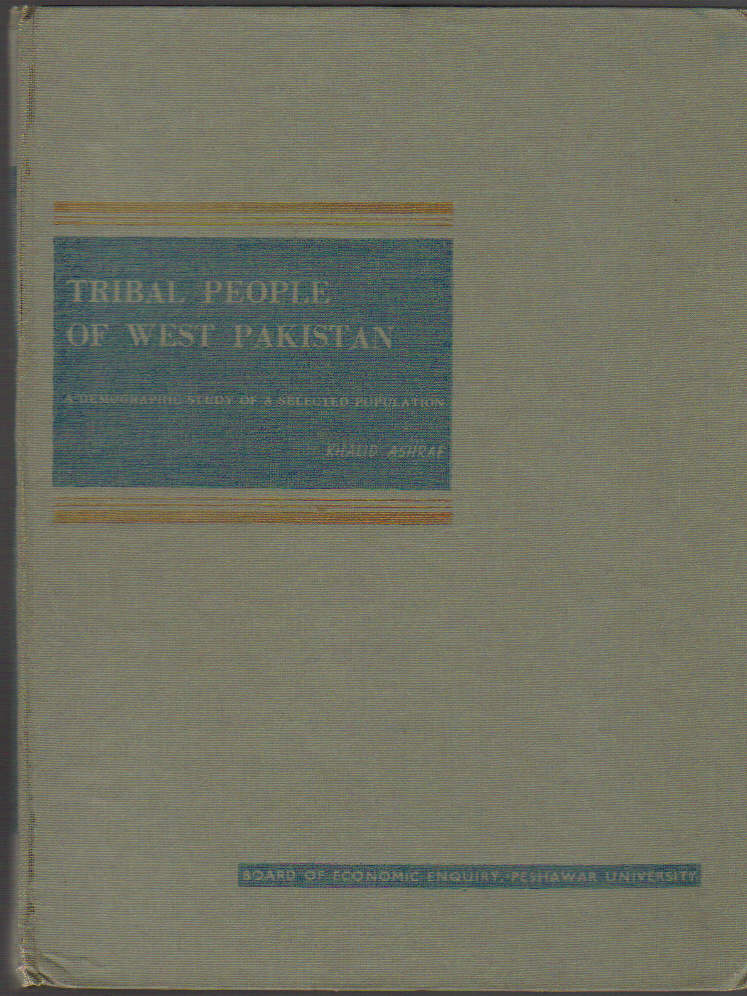 TRIBAL PEOPLE
OF WEST PAKISTAN
A DEMOGRAPHIC STUDY OF A SELECTED POPULATION
KHALID ASHRAF
BOARD OF ECONOMIC ENQUIRY, PESHAWAR UNIVERSITY